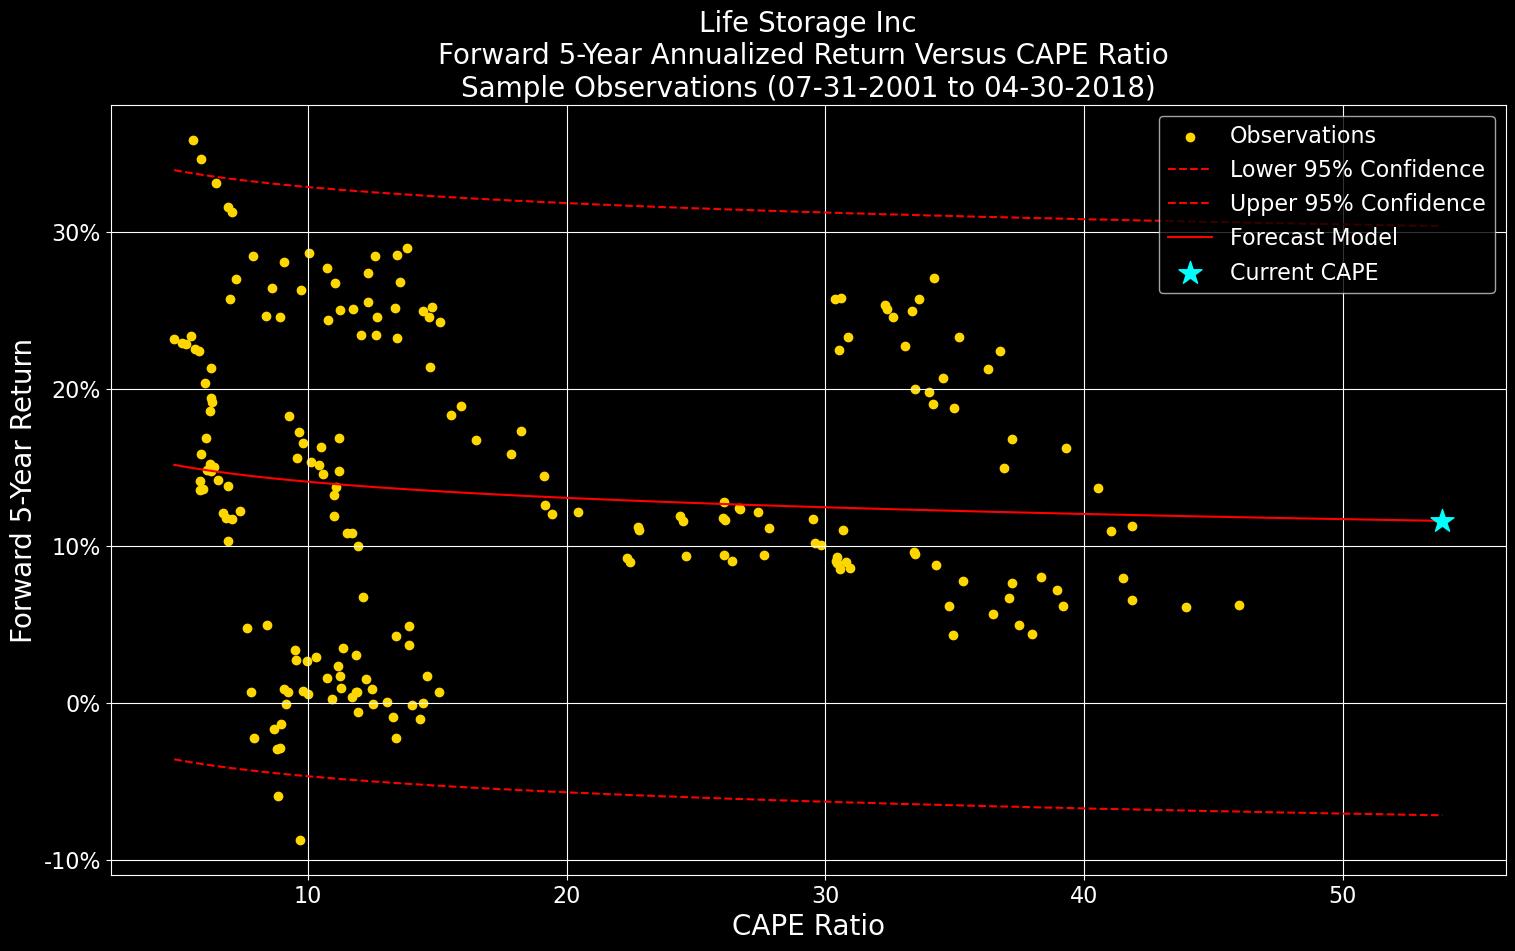 Life Storage Inc
Forward 5-Year Annualized Return Versus CAPE Ratio
Sample Observations (07-31-2001 to 04-30-2018)
Observations
Lower 95% Confidence
Upper 95% Confidence
Forecast Model
Current CAPE
Forward 5-Year Return
30%
20%
10%
0%
-10%
10
20
30
40
50
CAPE Ratio